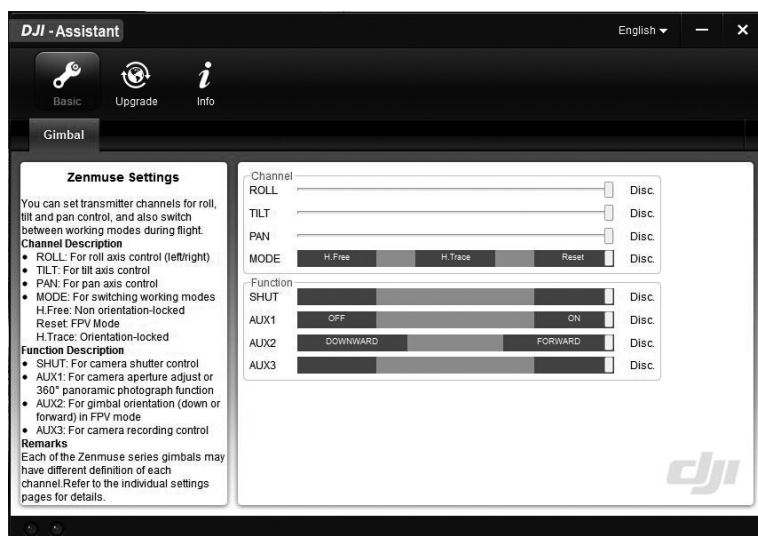 DJI - Assistant
English
Basic
Upgrade
Info
Gimbal
Zenmuse Settings
You can set transmitter channels for roll,
tilt and pan control, and also switch
between working modes during flight.
Channel Description
• ROLL: For roll axis control (left/right)
• TILT: For tilt axis control
• PAN: For pan axis control
• MODE: For switching working modes
H.Free: Non orientation-locked
Reset: FPV Mode
H.Trace: Orientation-locked
Function Description
• SHUT: For camera shutter control
• AUX1: For camera aperture adjust or
360° panoramic photograph function
• AUX2: For gimbal orientation (down or
forward) in FPV mode
• AUX3: For camera recording control
Remarks
Each of the Zenmuse series gimbals may
have different definition of each
channel.Refer to the individual settings
pages for details.
Channel
ROLL Disc.
TILT Disc.
PAN Disc.
MODE H.Free H.Trace Reset Disc.
Function
SHUT Disc.
AUX1 OFF ON Disc.
AUX2 DOWNWARD FORWARD Disc.
AUX3 Disc.
dji